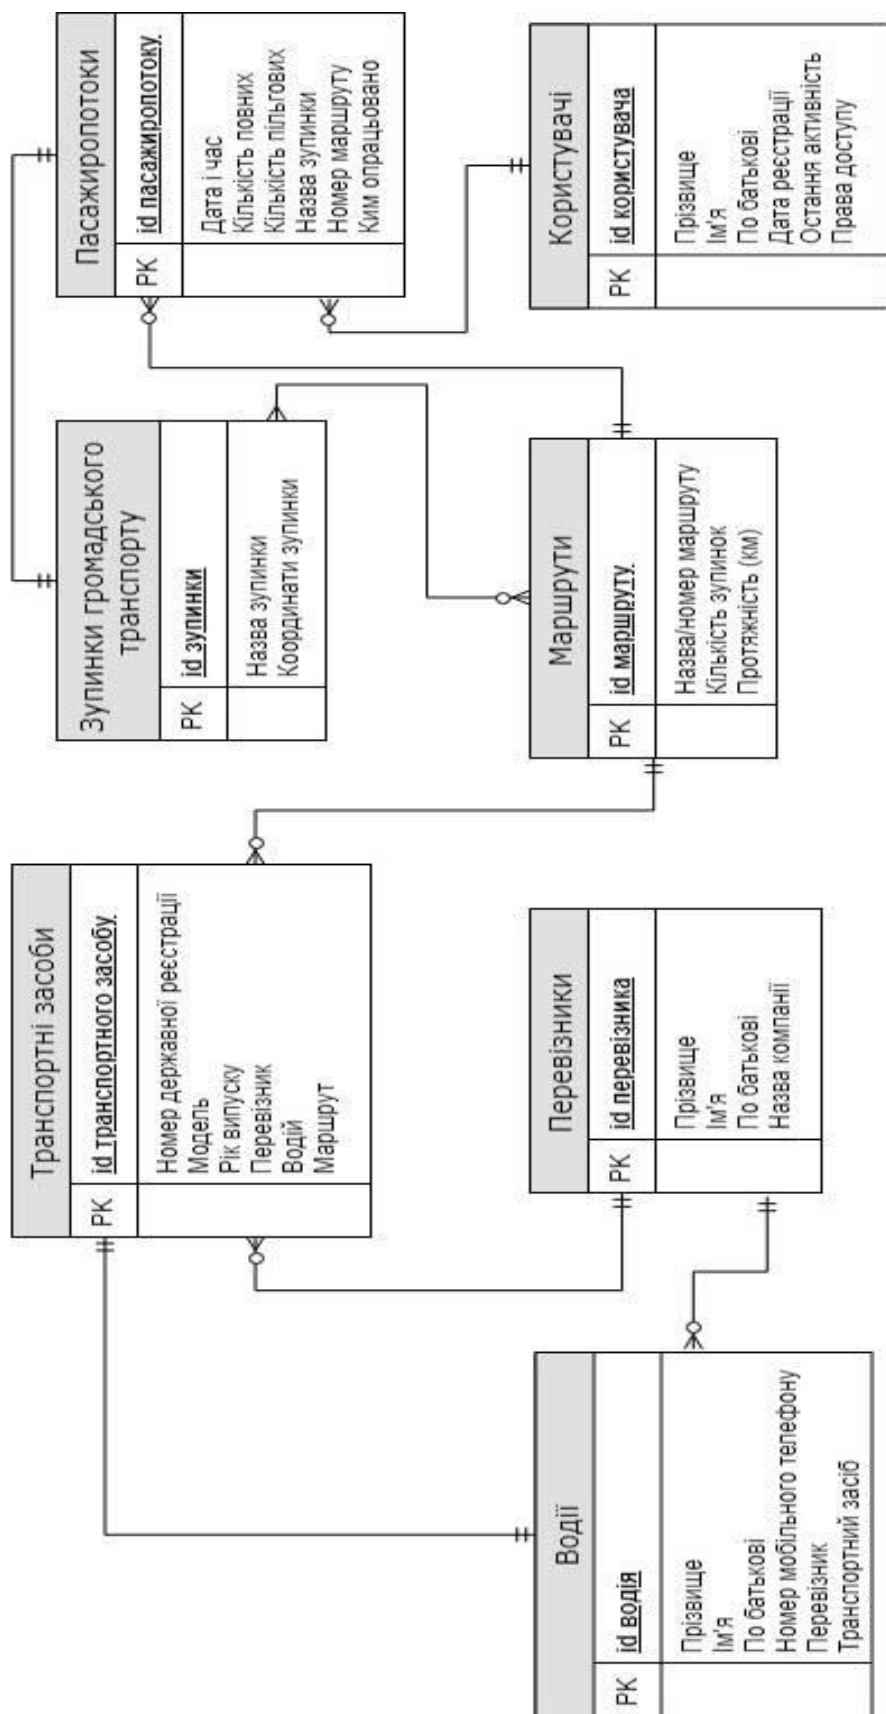 Водії
PK
id водія
Прізвище
Ім'я
По батькові
Номер мобільного телефону
Перевізник
Транспортний засіб
Транспортні засоби
PK
id транспортного засобу
Номер державної реєстрації
Модель
Рік випуску
Перевізник
Водій
Маршрут
Перевізники
PK
id перевізника
Прізвище
Ім'я
По батькові
Назва компанії
Зупинки громадського
транспорту
PK
id зупинки
Назва зупинки
Координати зупинки
Маршрути
PK
id маршруту
Назва/номер маршруту
Кількість зупинок
Протяжність (км)
Пасажиропотоки
PK
id пасажиропотоку
Дата і час
Кількість повних
Кількість пільгових
Назва зупинки
Номер маршруту
Ким опрацьовано
Користувачі
PK
id користувача
Прізвище
Ім'я
По батькові
Дата реєстрації
Остання активність
Права доступу